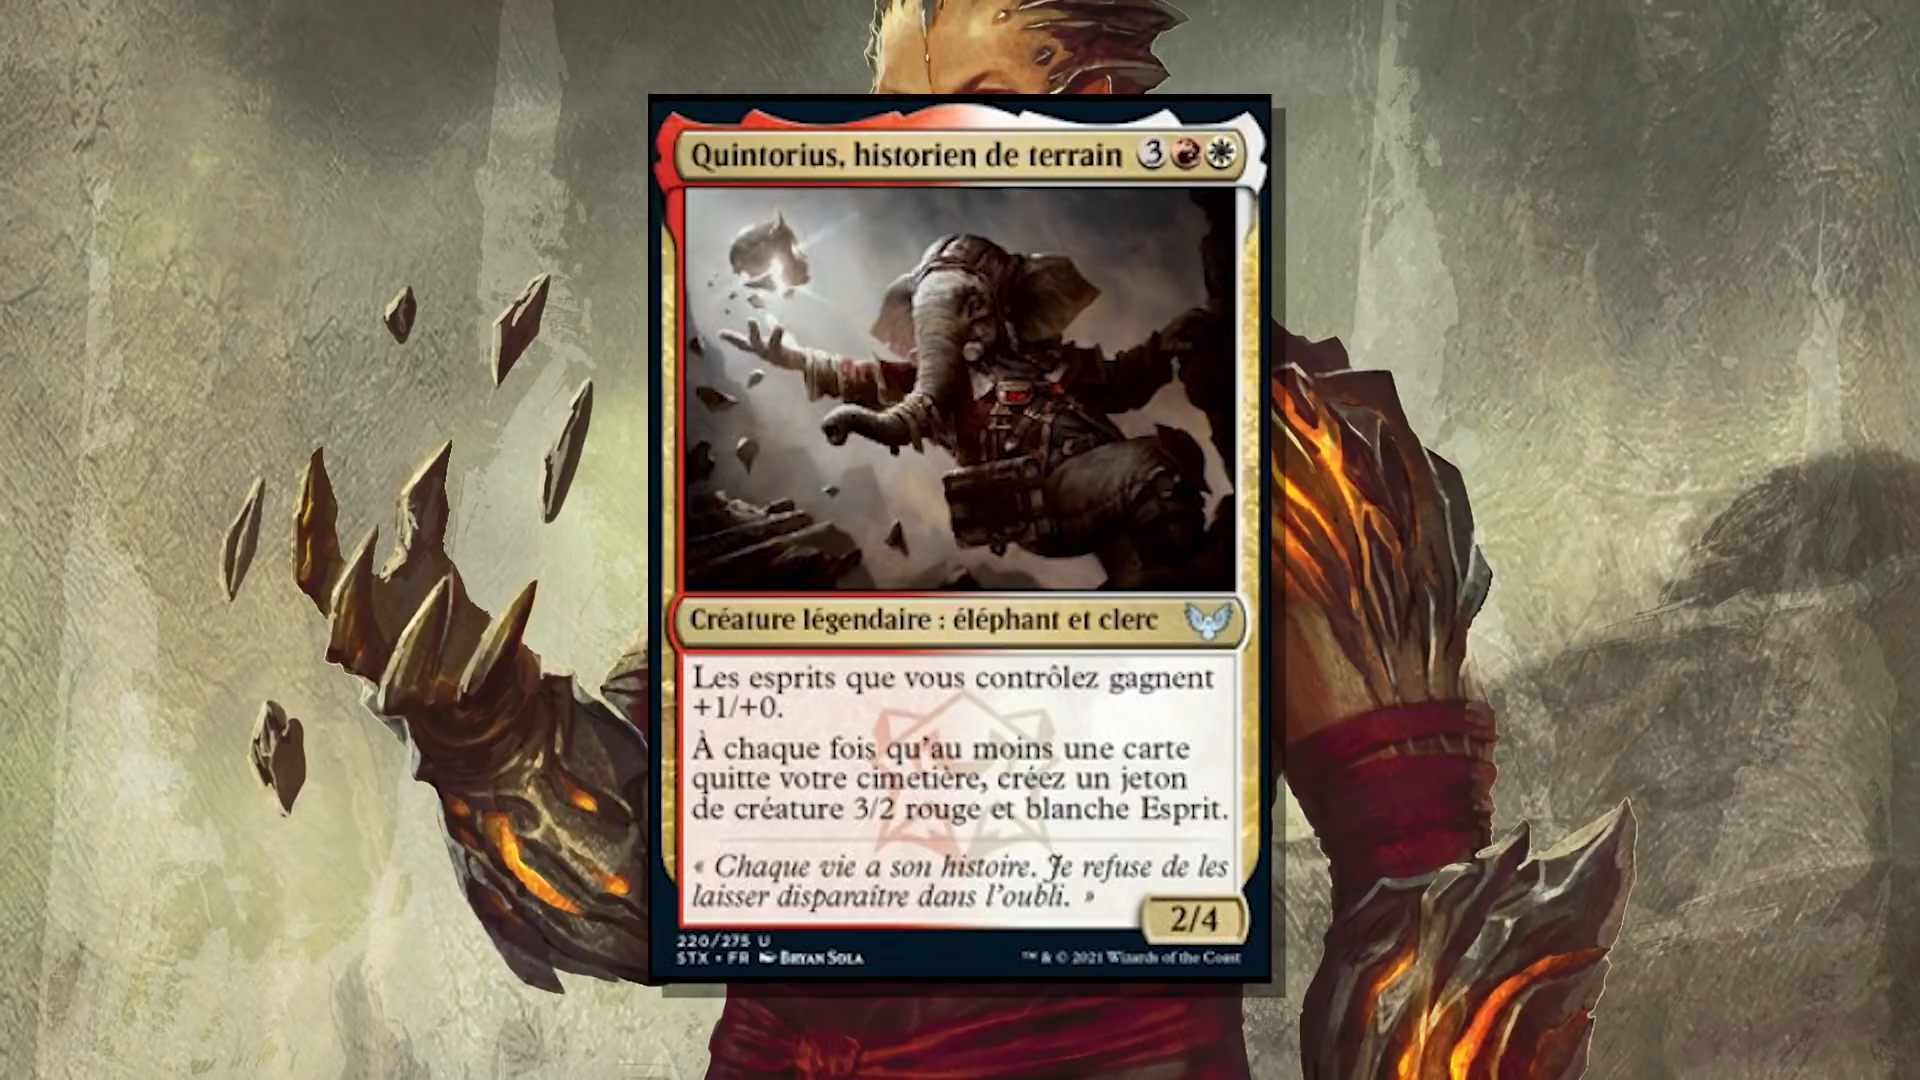 Quintorius, historien de terrain 3
Créature légendaire : éléphant et clerc
Les esprits que vous contrôlez gagnent
+1/+0.
À chaque fois qu'au moins une carte
quitte votre cimetière, créez un jeton
de créature 3/2 rouge et blanche Esprit.
« Chaque vie a son histoire. Je refuse de les
laisser disparaître dans l'oubli. »
2/4
220/275 U
STX • FR Bryan Sola
™ & © 2021 Wizards of the Coast